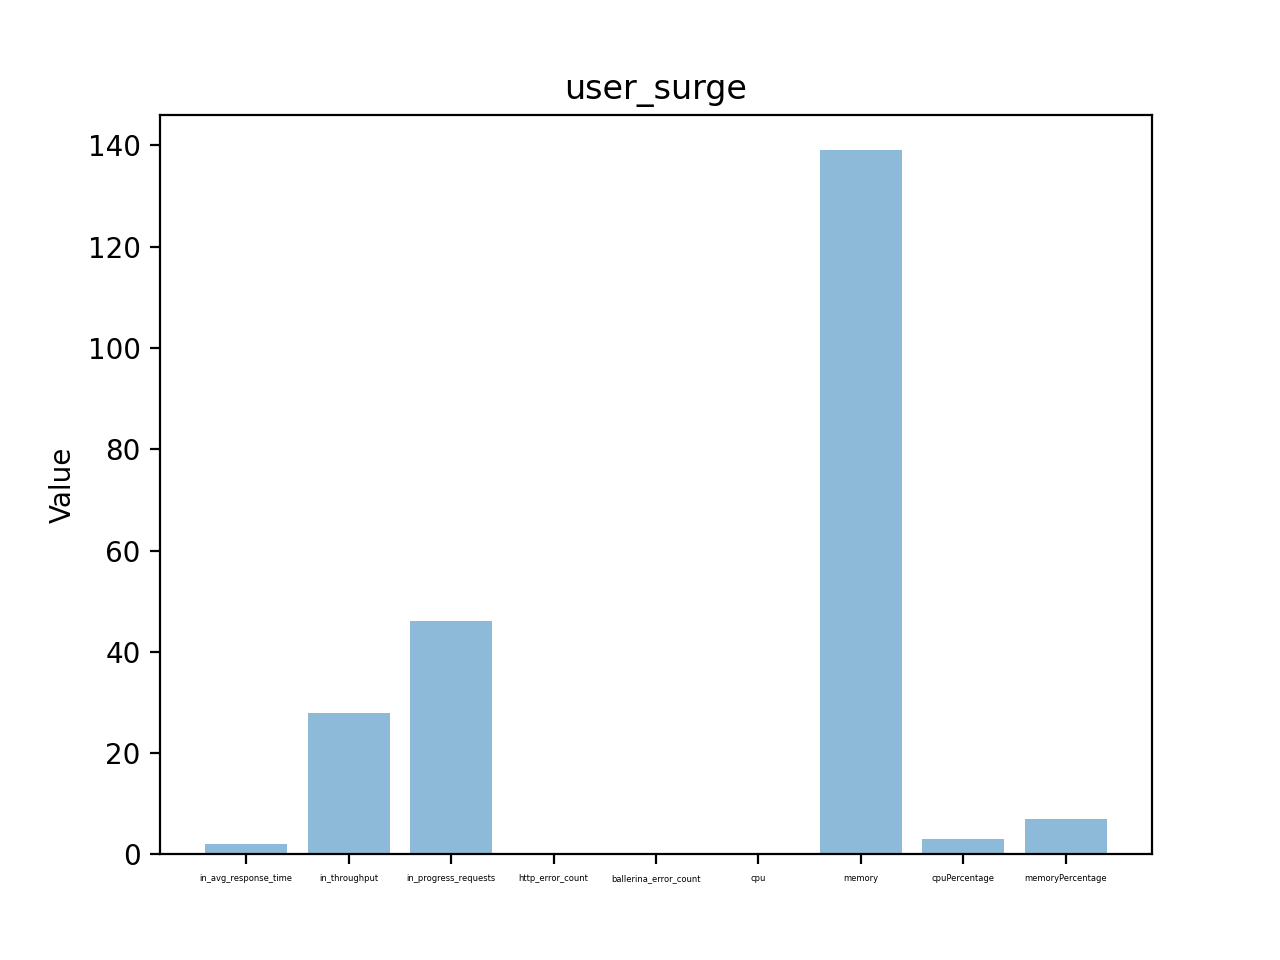 user_surge
140
120
100
80
60
40
20
0
Value
in_avg_response_time in_throughput in_progress_requests http_error_count ballerina_error_count cpu memory cpuPercentage memoryPercentage